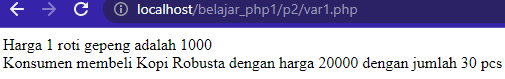 localhost/belajar_php1/p2/var1.php
Harga 1 roti gepeng adalah 1000
Konsumen membeli Kopi Robusta dengan harga 20000 dengan jumlah 30 pcs